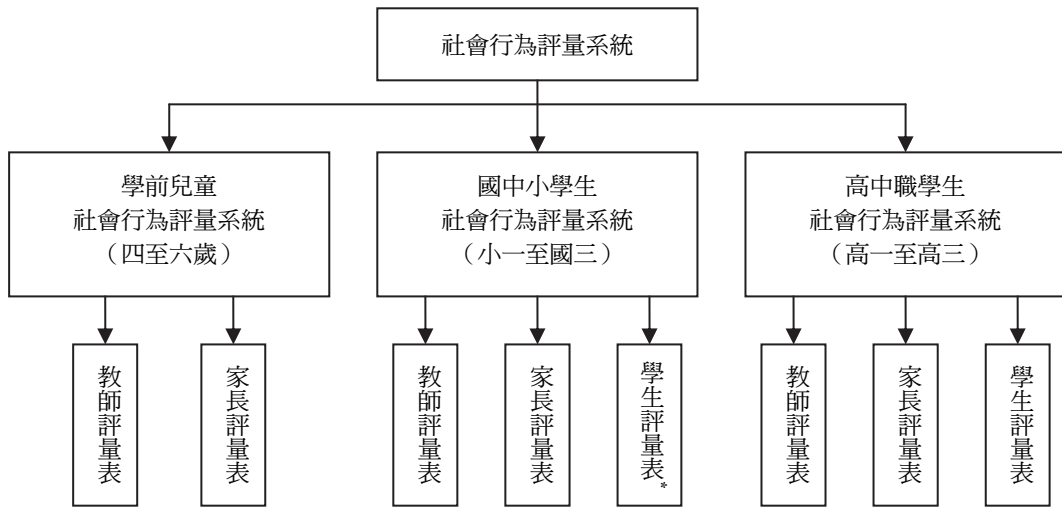 社會行為評量系統
學前兒童
社會行為評量系統
（四至六歲）
國中小學生
社會行為評量系統
（小一至國三）
高中職學生
社會行為評量系統
（高一至高三）
教師評量表
家長評量表
教師評量表
家長評量表
學生評量表*
教師評量表
家長評量表
學生評量表